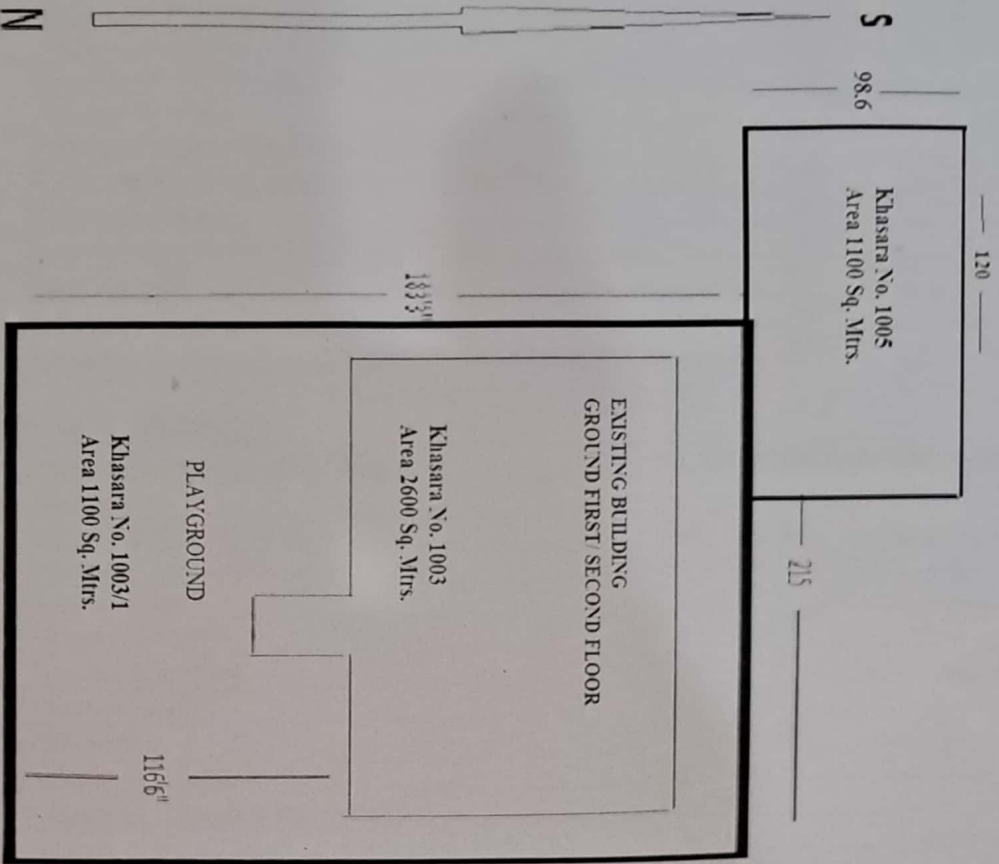 S
N
98.6
120
Khasara No. 1005
Area 1100 Sq. Mtrs.
215
EXISTING BUILDING
GROUND FIRST/ SECOND FLOOR
Khasara No. 1003
Area 2600 Sq. Mtrs.
PLAYGROUND
Khasara No. 1003/1
Area 1100 Sq. Mtrs.
116'6"